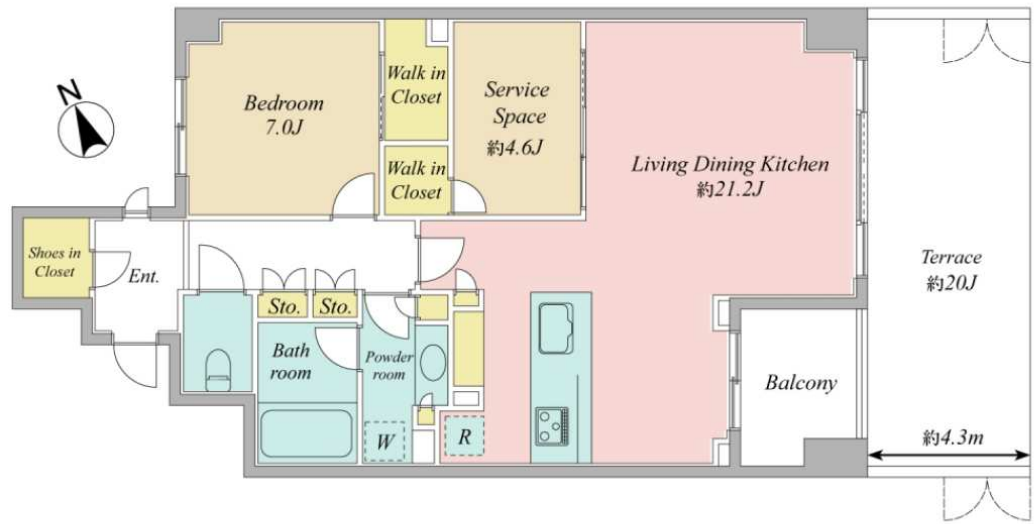 N
Bedroom
7.0J
Walk in
Closet
Walk in
Closet
Service
Space
約4.6J
Living Dining Kitchen
約21.2J
Shoes in
Closet
Ent.
Sto.
Sto.
Bath
room
Powder
room
W
R
Balcony
Terrace
約20J
約4.3m